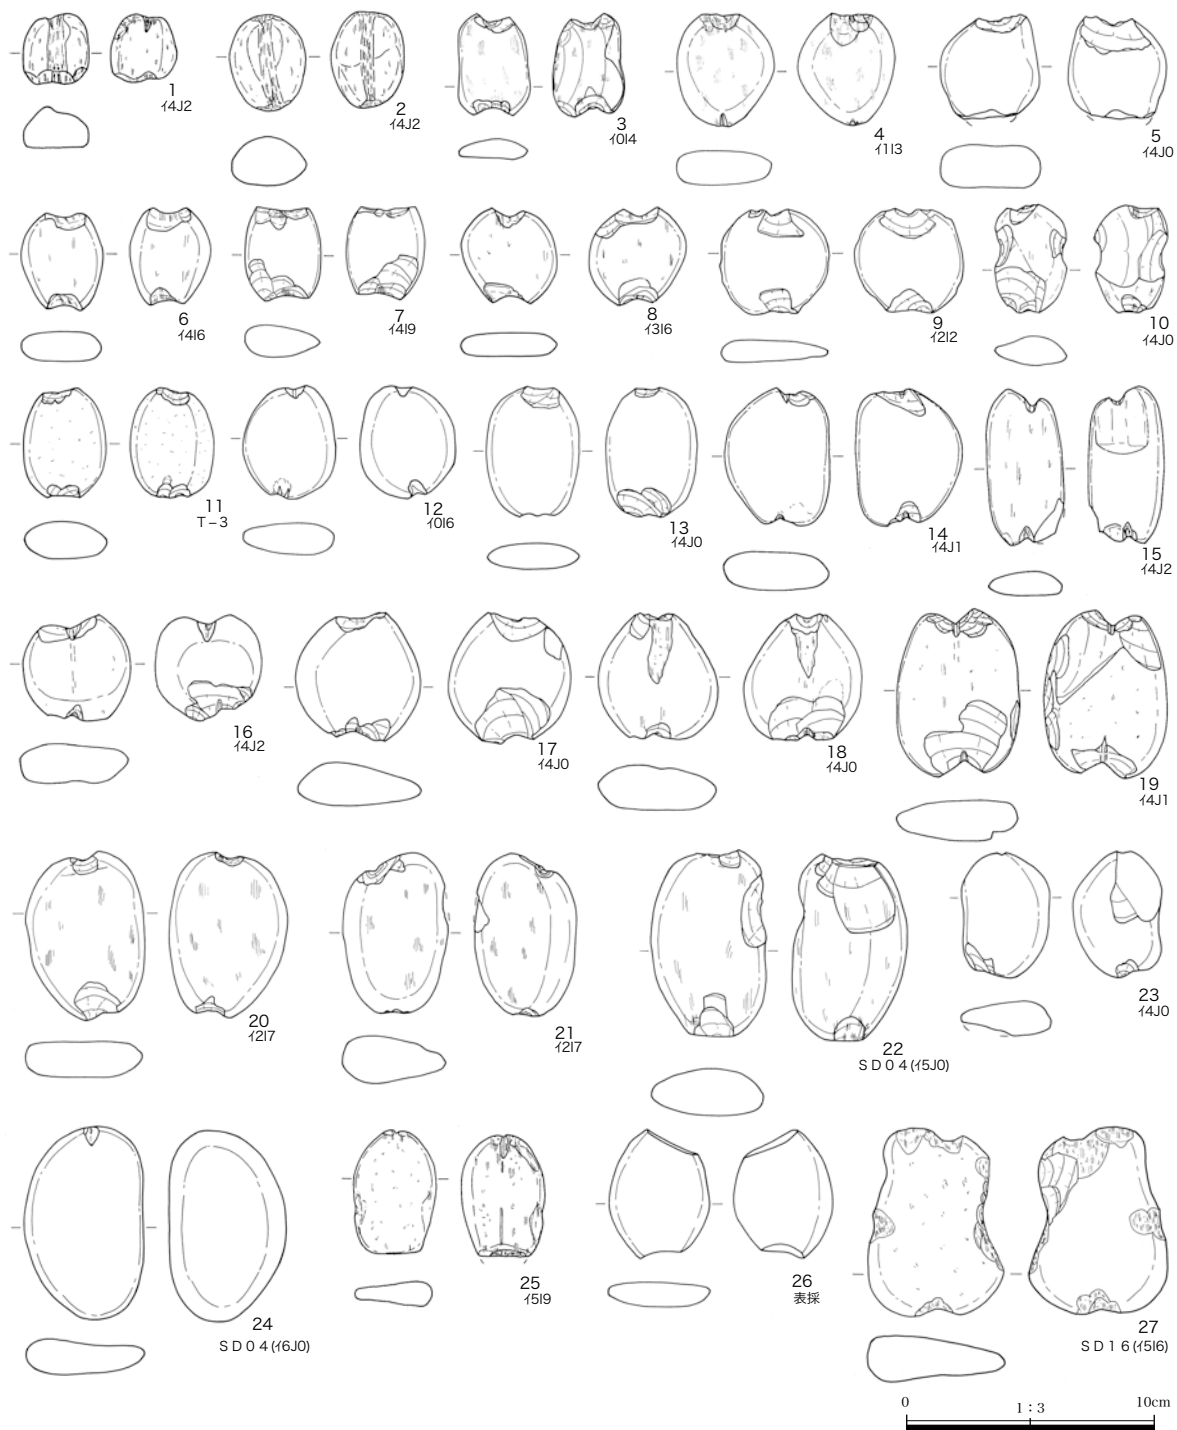 1
ｲ4J2
2
ｲ4J2
3
ｲ0I4
4
ｲ1I3
5
ｲ4J0
6
ｲ4I6
7
ｲ4I9
8
ｲ3I6
9
ｲ2I2
10
ｲ4J0
11
Ｔ−３
12
ｲ0I6
13
ｲ4J0
14
ｲ4J1
15
ｲ4J2
16
ｲ4J2
17
ｲ4J0
18
ｲ4J0
19
ｲ4J1
20
ｲ2I7
21
ｲ2I7
22
ＳＤ０４(ｲ5J0)
23
ｲ4J0
24
ＳＤ０４(ｲ6J0)
25
ｲ5I9
26
表採
27
ＳＤ１６(ｲ5I6)
0 1：3 10cm